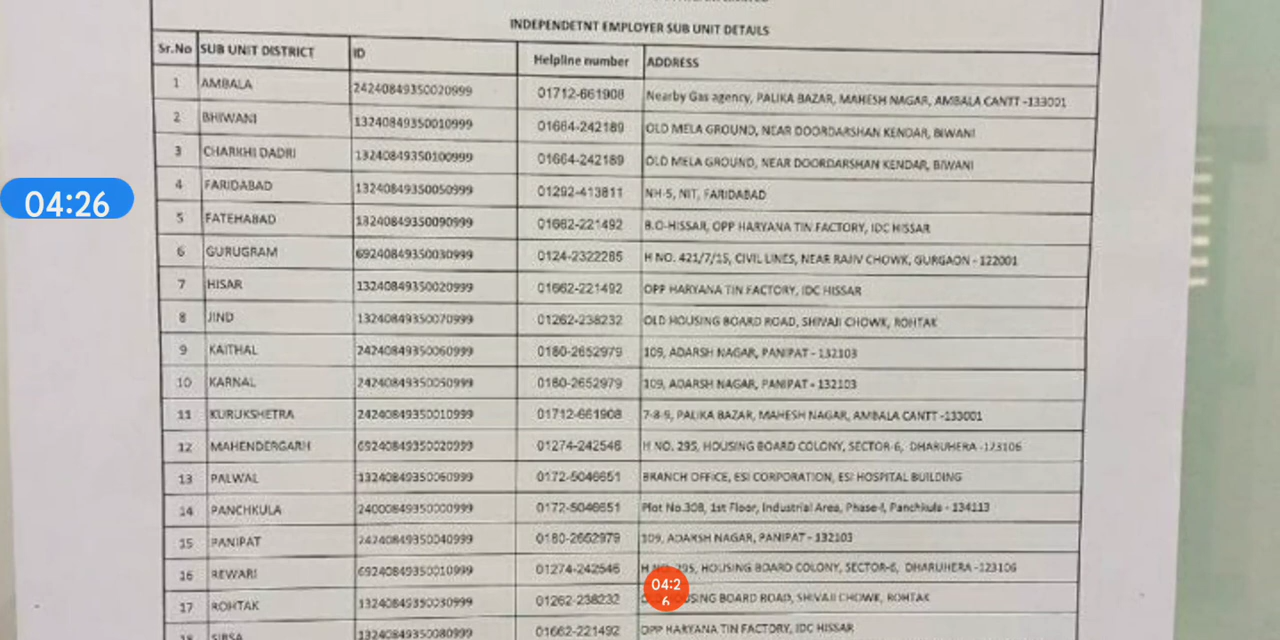 INDEPENDETNT EMPLOYER SUB UNIT DETAILS
Sr.No SUB UNIT DISTRICT ID Helpline number ADDRESS
1 AMBALA 24240849350020999 01712-661908 Nearby Gas agency, PALIKA BAZAR, MAHESH NAGAR, AMBALA CANTT -133001
2 BHIWANI 13240849350010999 01664-242189 OLD MELA GROUND, NEAR DOORDARSHAN KENDAR, BIWANI
3 CHARKHI DADRI 13240849350100999 01664-242189 OLD MELA GROUND, NEAR DOORDARSHAN KENDAR, BIWANI
4 FARIDABAD 13240849350050999 01292-413811 NH-5, NIT, FARIDABAD
04:26
5 FATEHABAD 13240849350090999 01662-221492 B.O-HISSAR, OPP HARYANA TIN FACTORY, IDC HISSAR
6 GURUGRAM 69240849350030999 0124-2322285 H NO. 421/7/15, CIVIL LINES, NEAR RAJIV CHOWK, GURGAON - 122001
7 HISAR 13240849350020999 01662-221492 OPP HARYANA TIN FACTORY, IDC HISSAR
8 JIND 13240849350070999 01262-238232 OLD HOUSING BOARD ROAD, SHIVAJI CHOWK, ROHTAK
9 KAITHAL 24240849350060999 0180-2652979 109, ADARSH NAGAR, PANIPAT - 132103
10 KARNAL 24240849350050999 0180-2652979 109, ADARSH NAGAR, PANIPAT - 132103
11 KURUKSHETRA 24240849350010999 01712-661908 7-8-9, PALIKA BAZAR, MAHESH NAGAR, AMBALA CANTT -133001
12 MAHENDERGARH 69240849350020999 01274-242546 H NO. 295, HOUSING BOARD COLONY, SECTOR-6, DHARUHERA -123106
13 PALWAL 13240849350060999 0172-5046651 BRANCH OFFICE, ESI CORPORATION, ESI HOSPITAL BUILDING
14 PANCHKULA 24000849350000999 0172-5046651 Plot No.308, 1st Floor, Industrial Area, Phase-I, Panchkula - 134113
15 PANIPAT 24240849350040999 0180-2652979 109, ADARSH NAGAR, PANIPAT - 132103
16 REWARI 69240849350010999 01274-242546 H NO. 295, HOUSING BOARD COLONY, SECTOR-6, DHARUHERA -123106
04:2
6
17 ROHTAK 13240849350030999 01262-238232 BOARD ROAD, SHIVAJI CHOWK, ROHTAK
18 SIRSA 13240849350080999 01662-221492 OPP HARYANA TIN FACTORY, IDC HISSAR